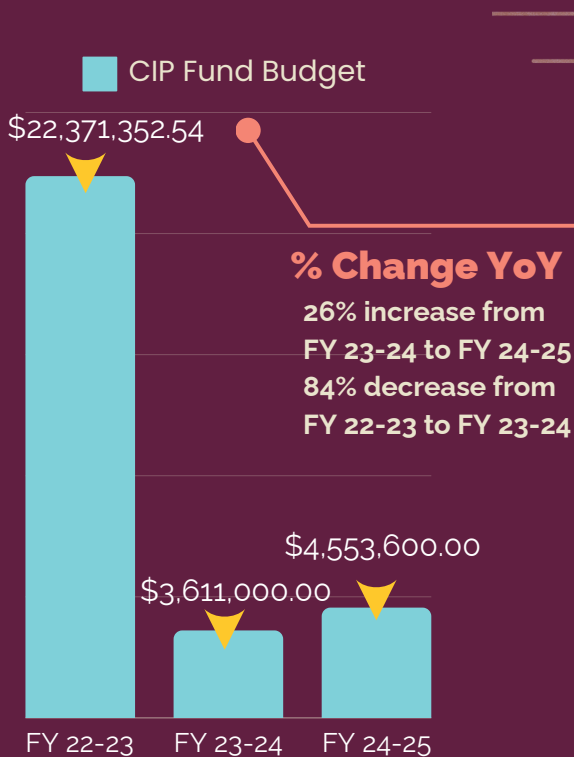 CIP Fund Budget
$22,371,352.54
% Change YoY
26% increase from
FY 23-24 to FY 24-25
84% decrease from
FY 22-23 to FY 23-24
$4,553,600.00
$3,611,000.00
FY 22-23 FY 23-24 FY 24-25